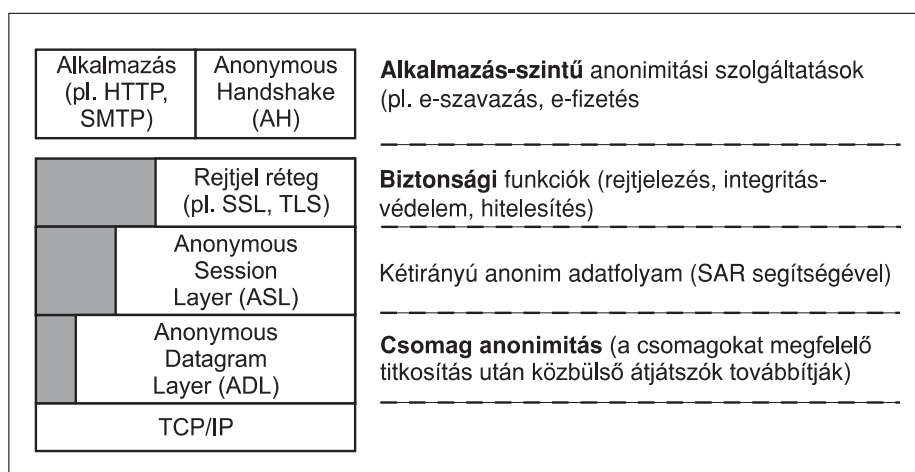 Alkalmazás
(pl. HTTP,
SMTP)
Anonymous
Handshake
(AH)
Alkalmazás-szintű anonimitási szolgáltatások
(pl. e-szavazás, e-fizetés
Rejtjel réteg
(pl. SSL, TLS)
Biztonsági funkciók (rejtjelezés, integritás-
védelem, hitelesítés)
Anonymous
Session
Layer (ASL)
Kétirányú anonim adatfolyam (SAR segítségével)
Anonymous
Datagram
Layer (ADL)
Csomag anonimitás (a csomagokat megfelelő
titkosítás után közbülső átjátszók továbbítják)
TCP/IP